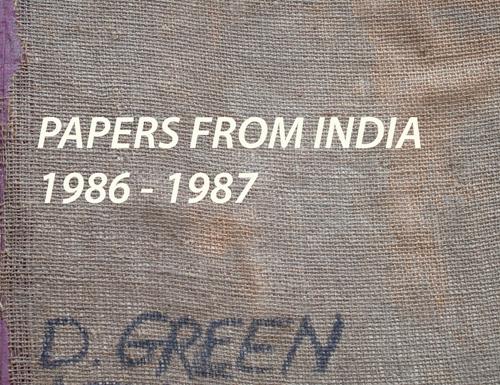 PAPERS FROM INDIA
1986 - 1987
D. GREEN